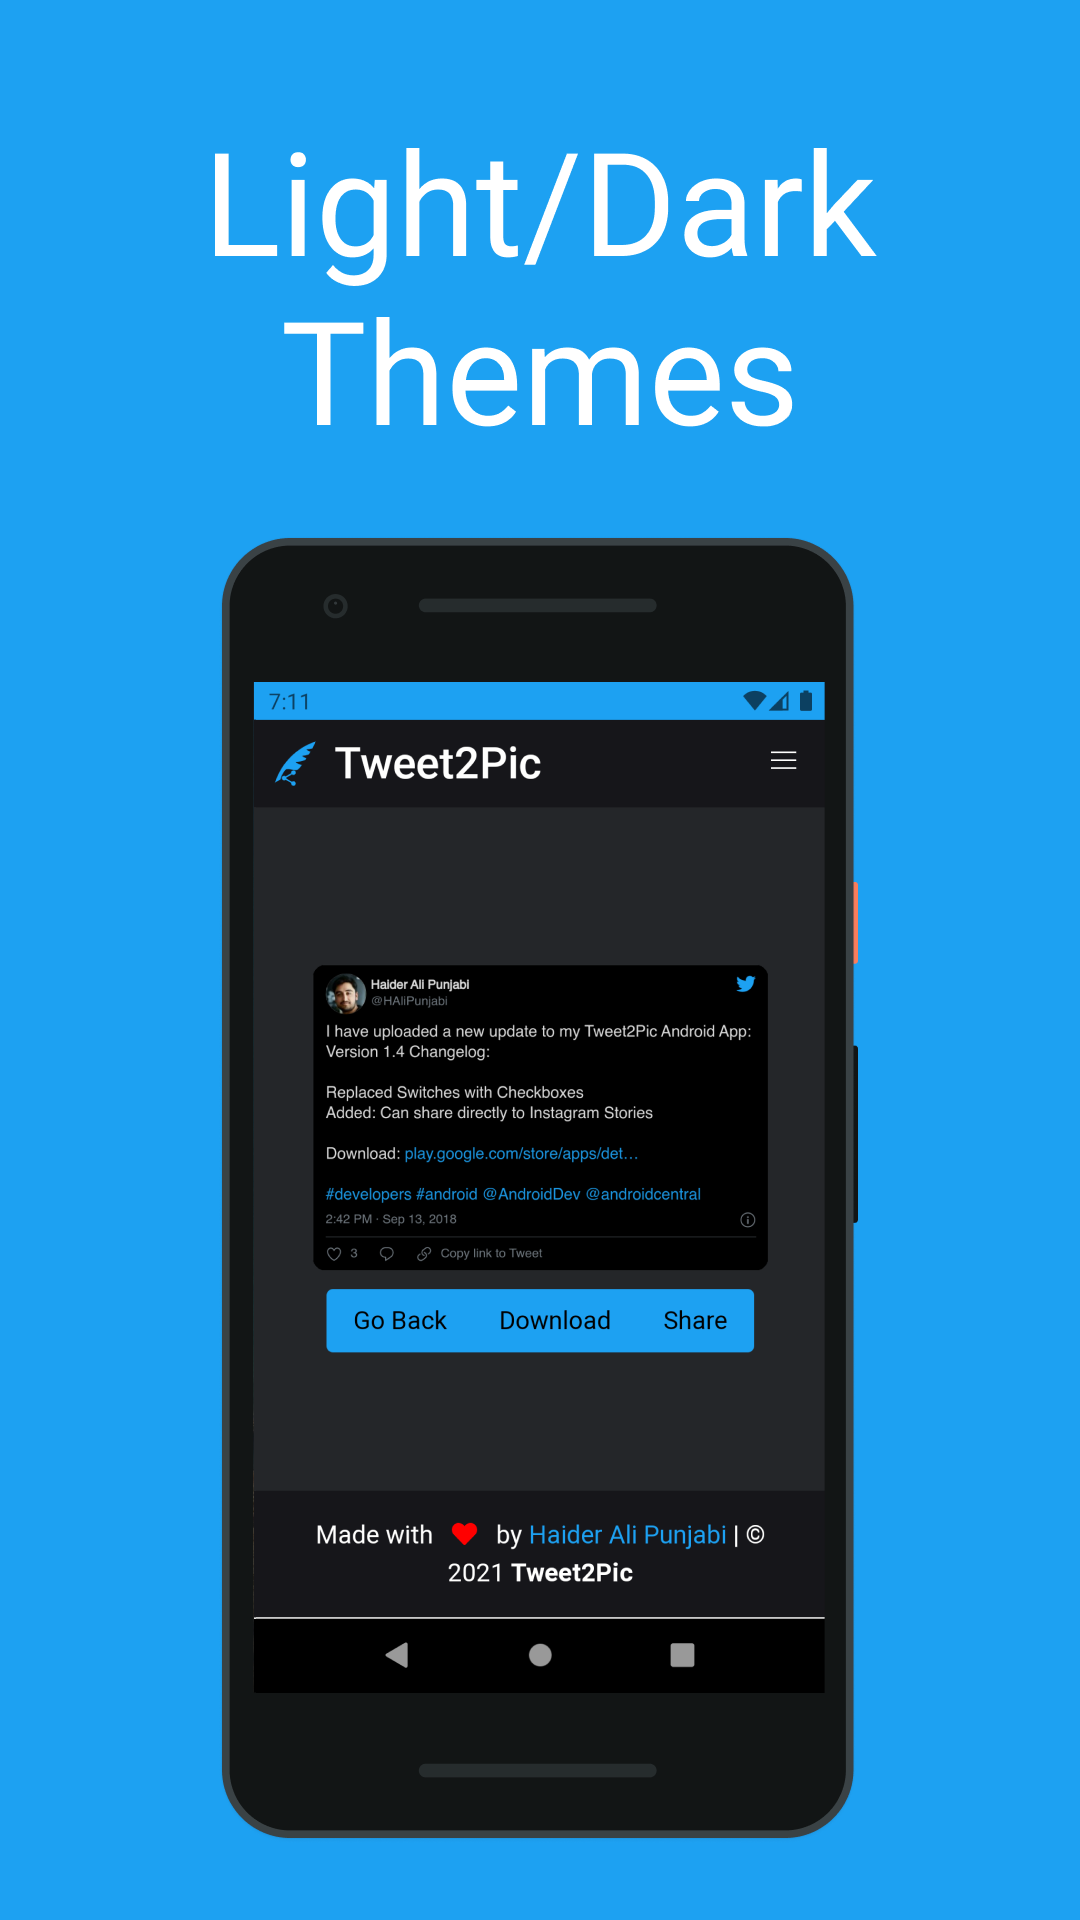 Light/Dark
Themes
7:11
Tweet2Pic
Haider Ali Punjabi
@HAliPunjabi
I have uploaded a new update to my Tweet2Pic Android App:
Version 1.4 Changelog:
Replaced Switches with Checkboxes
Added: Can share directly to Instagram Stories
Download: play.google.com/store/apps/det…
#developers #android @AndroidDev @androidcentral
2:42 PM · Sep 13, 2018
3 Copy link to Tweet
Go Back Download Share
Made with ❤ by Haider Ali Punjabi | ©
2021 Tweet2Pic